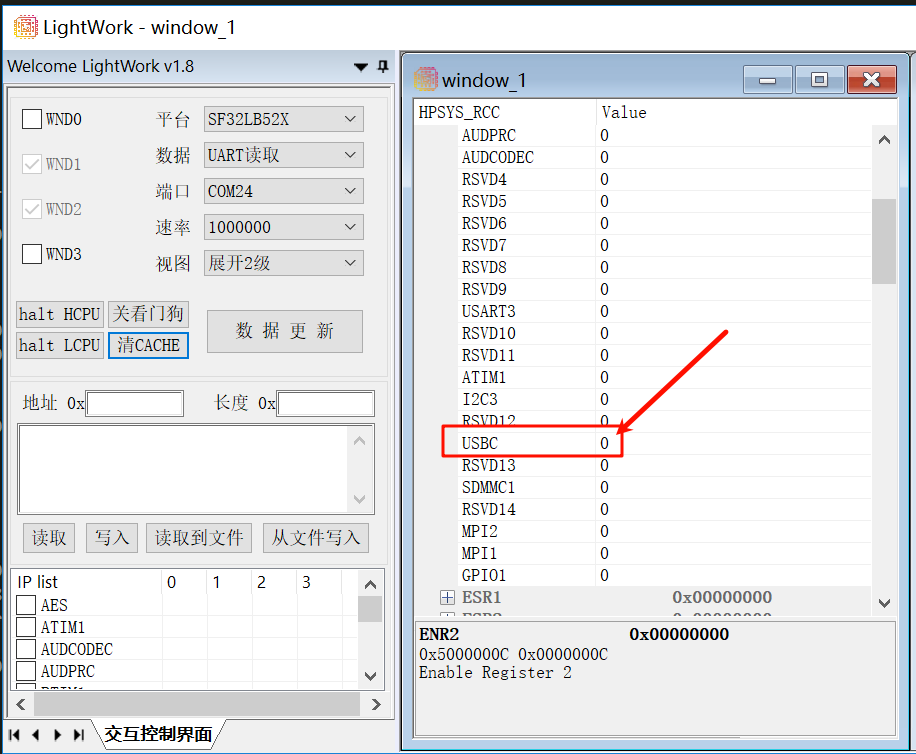 LightWork - window_1
Welcome LightWork v1.8
WND0
平台 SF32LB52X
WND1
数据 UART读取
端口 COM24
WND2
速率 1000000
WND3
视图 展开2级
halt HCPU 关看门狗
halt LCPU 清CACHE
数 据 更 新
地址 0x 长度 0x
读取 写入 读取到文件 从文件写入
IP list 0 1 2 3
AES
ATIM1
AUDCODEC
AUDPRC
交互控制界面
window_1
HPSYS_RCC Value
AUDPRC 0
AUDCODEC 0
RSVD4 0
RSVD5 0
RSVD6 0
RSVD7 0
RSVD8 0
RSVD9 0
USART3 0
RSVD10 0
RSVD11 0
ATIM1 0
I2C3 0
RSVD12 0
USBC 0
RSVD13 0
SDMMC1 0
RSVD14 0
MPI2 0
MPI1 0
GPIO1 0
ESR1 0x00000000
ENR2 0x00000000
0x5000000C 0x0000000C
Enable Register 2